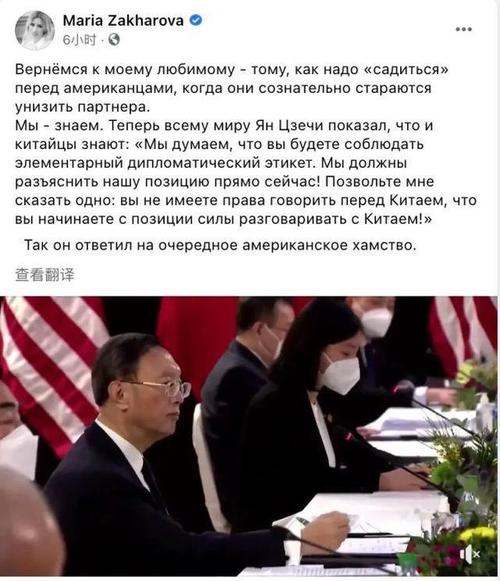 Maria Zakharova
6小时 ·
Вернёмся к моему любимому - тому, как надо «садиться»
перед американцами, когда они сознательно стараются
унизить партнера.
Мы - знаем. Теперь всему миру Ян Цзечи показал, что и
китайцы знают: «Мы думаем, что вы будете соблюдать
элементарный дипломатический этикет. Мы должны
разъяснить нашу позицию прямо сейчас! Позвольте мне
сказать одно: вы не имеете права говорить перед Китаем, что
вы начинаете с позиции силы разговаривать с Китаем!»
Так он ответил на очередное американское хамство.
查看翻译